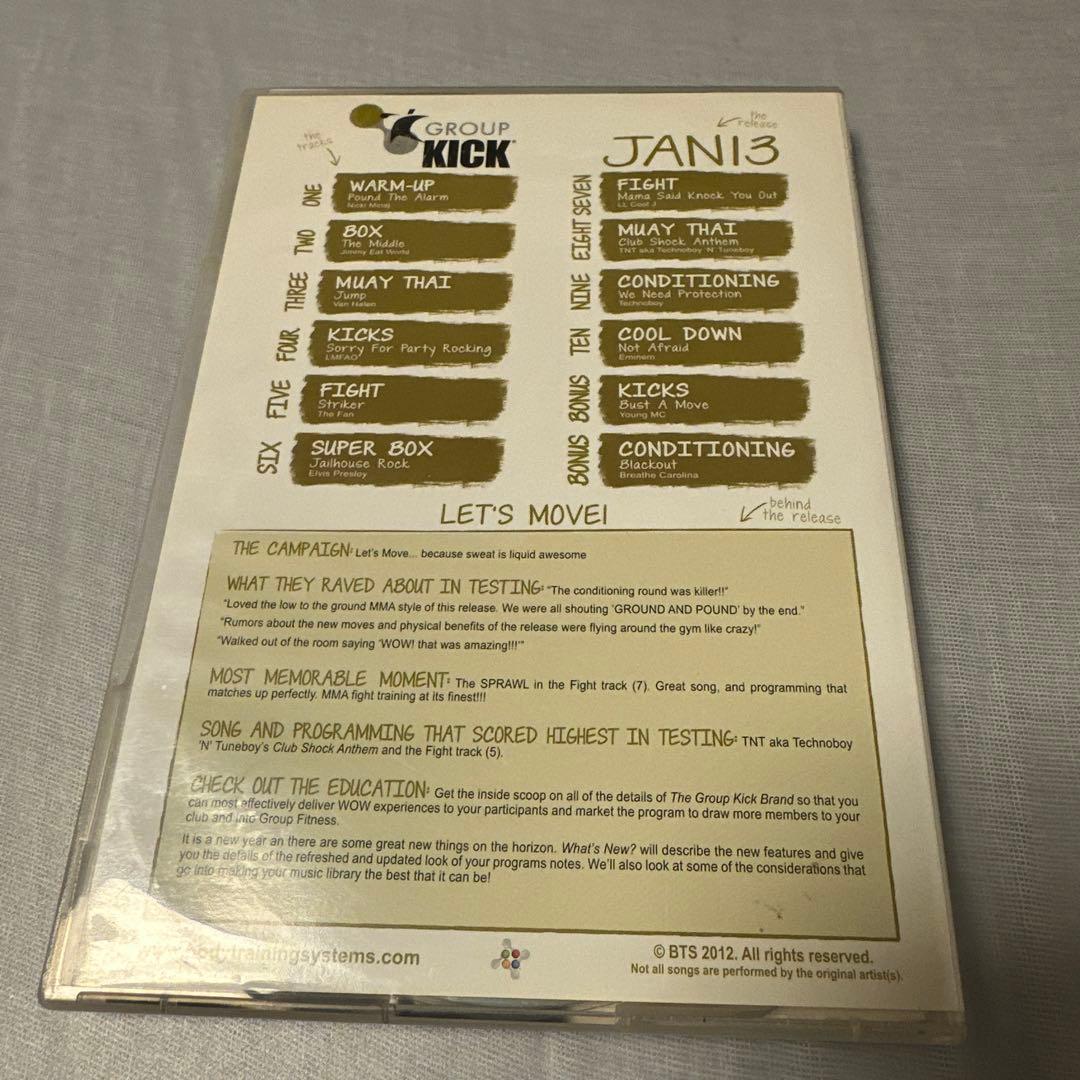 the release
GROUP KICK
JAN13
the tracks
ONE
WARM-UP
Pound The Alarm
Nicki Minaj
TWO
BOX
The Middle
Jimmy Eat World
THREE
MUAY THAI
Jump
Van Halen
FOUR
KICKS
Sorry For Party Rocking
LMFAO
FIVE
FIGHT
Striker
The Fan
SIX
SUPER BOX
Jailhouse Rock
Elvis Presley
SEVEN
FIGHT
Mama Said Knock You Out
LL Cool J
EIGHT
MUAY THAI
Club Shock Anthem
TNT aka Technoboy 'N' Tuneboy
NINE
CONDITIONING
We Need Protection
Technoboy
TEN
COOL DOWN
Not Afraid
Eminem
BONUS
KICKS
Bust A Move
Young MC
BONUS
CONDITIONING
Blackout
Breathe Carolina
LET'S MOVE!
behind
the release
THE CAMPAIGN: Let's Move... because sweat is liquid awesome
WHAT THEY RAVED ABOUT IN TESTING: "The conditioning round was killer!!"
"Loved the low to the ground MMA style of this release. We were all shouting 'GROUND AND POUND' by the end."
"Rumors about the new moves and physical benefits of the release were flying around the gym like crazy!"
"Walked out of the room saying 'WOW! that was amazing!!!'"
MOST MEMORABLE MOMENT: The SPRAWL in the Fight track (7). Great song, and programming that
matches up perfectly. MMA fight training at its finest!!!
SONG AND PROGRAMMING THAT SCORED HIGHEST IN TESTING: TNT aka Technoboy
'N' Tuneboy's Club Shock Anthem and the Fight track (5).
CHECK OUT THE EDUCATION: Get the inside scoop on all of the details of The Group Kick Brand so that you
can most effectively deliver WOW experiences to your participants and market the program to draw more members to your
club and into Group Fitness.
It is a new year an there are some great new things on the horizon. What's New? will describe the new features and give
you the details of the refreshed and updated look of your programs notes. We'll also look at some of the considerations that
go into making your music library the best that it can be!
www.bodytrainingsystems.com
© BTS 2012. All rights reserved.
Not all songs are performed by the original artist(s).